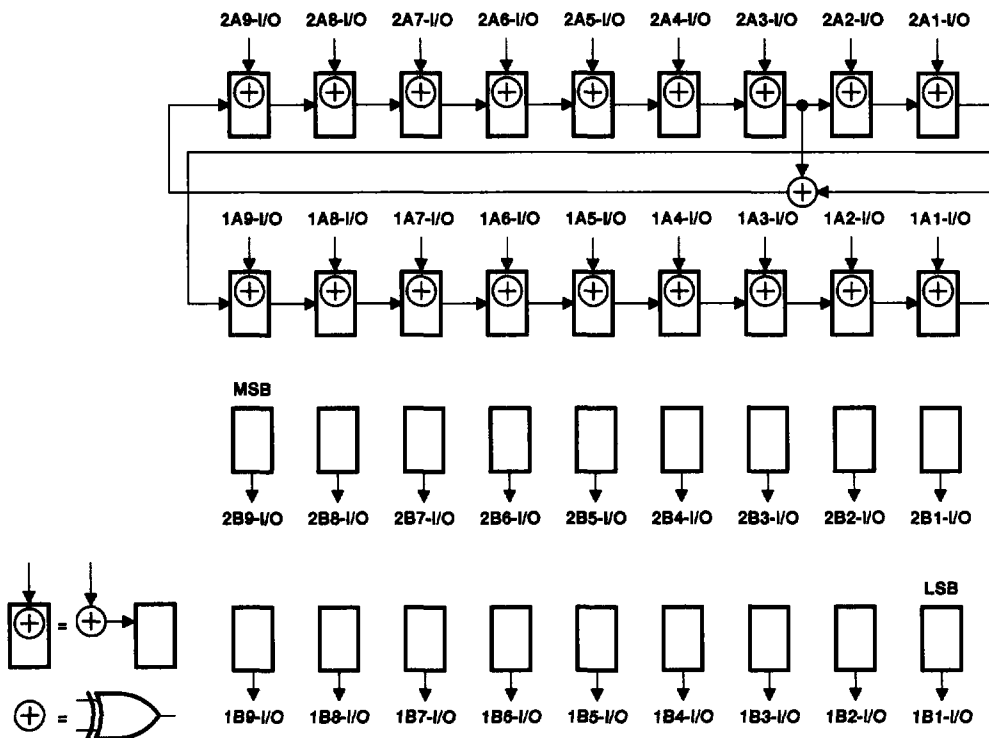 2A9-I/O 2A8-I/O 2A7-I/O 2A6-I/O 2A5-I/O 2A4-I/O 2A3-I/O 2A2-I/O 2A1-I/O
1A9-I/O 1A8-I/O 1A7-I/O 1A6-I/O 1A5-I/O 1A4-I/O 1A3-I/O 1A2-I/O 1A1-I/O
MSB
2B9-I/O 2B8-I/O 2B7-I/O 2B6-I/O 2B5-I/O 2B4-I/O 2B3-I/O 2B2-I/O 2B1-I/O
LSB
=
=
1B9-I/O 1B8-I/O 1B7-I/O 1B6-I/O 1B5-I/O 1B4-I/O 1B3-I/O 1B2-I/O 1B1-I/O